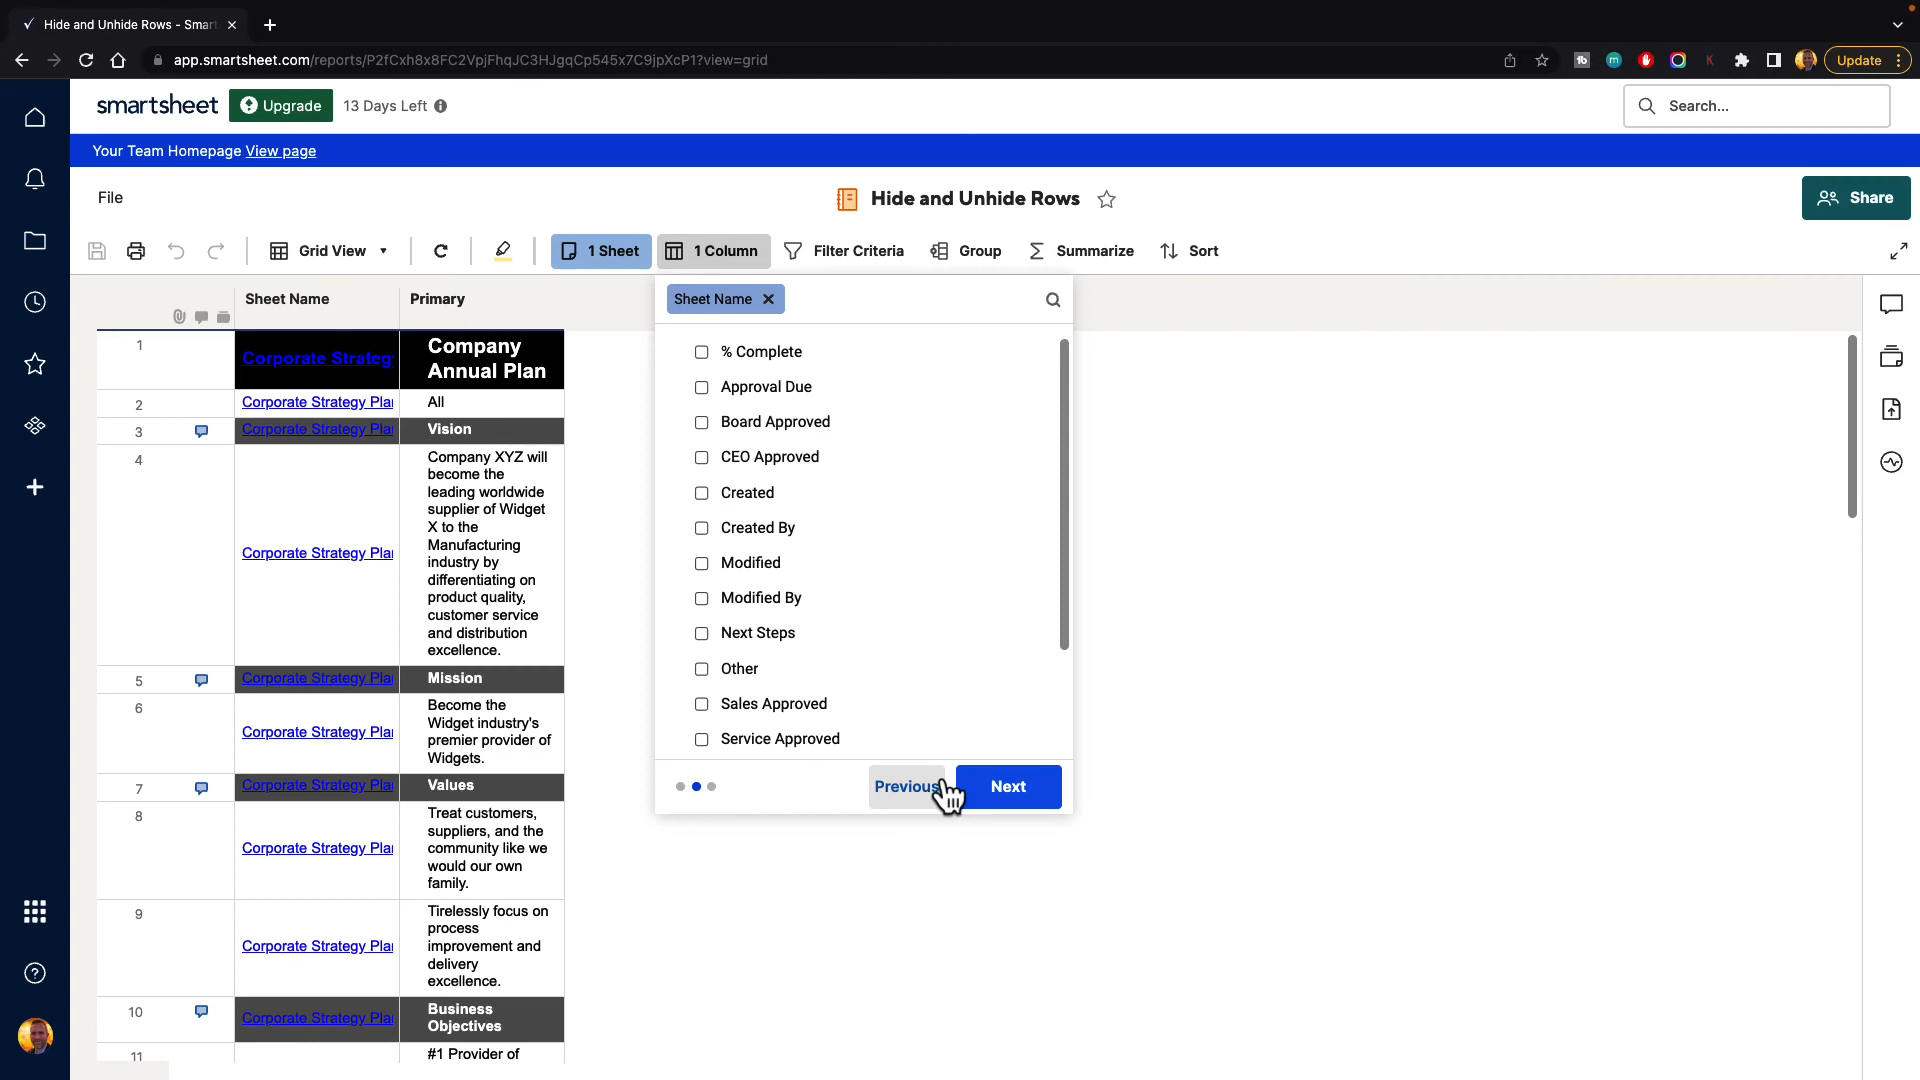 Hide and Unhide Rows - Smar
app.smartsheet.com/reports/P2fCxh8x8FC2VpjFhqJC3HJgqCp545x7C9jpXcP1?view=grid
Update
smartsheet
Upgrade
13 Days Left
Search...
Your Team Homepage View page
File
Hide and Unhide Rows
Share
Grid View
1 Sheet
1 Column
Filter Criteria
Group
Summarize
Sort
Sheet Name
Primary
1
Corporate Strateg
Company
Annual Plan
2
Corporate Strategy Pla
All
3
Corporate Strategy Pla
Vision
4
Corporate Strategy Pla
Company XYZ will
become the
leading worldwide
supplier of Widget
X to the
Manufacturing
industry by
differentiating on
product quality,
customer service
and distribution
excellence.
5
Corporate Strategy Pla
Mission
6
Corporate Strategy Pla
Become the
Widget industry's
premier provider of
Widgets.
7
Corporate Strategy Pla
Values
8
Corporate Strategy Pla
Treat customers,
suppliers, and the
community like we
would our own
family.
9
Corporate Strategy Pla
Tirelessly focus on
process
improvement and
delivery
excellence.
10
Corporate Strategy Pla
Business
Objectives
11
#1 Provider of
Sheet Name
% Complete
Approval Due
Board Approved
CEO Approved
Created
Created By
Modified
Modified By
Next Steps
Other
Sales Approved
Service Approved
Previous
Next